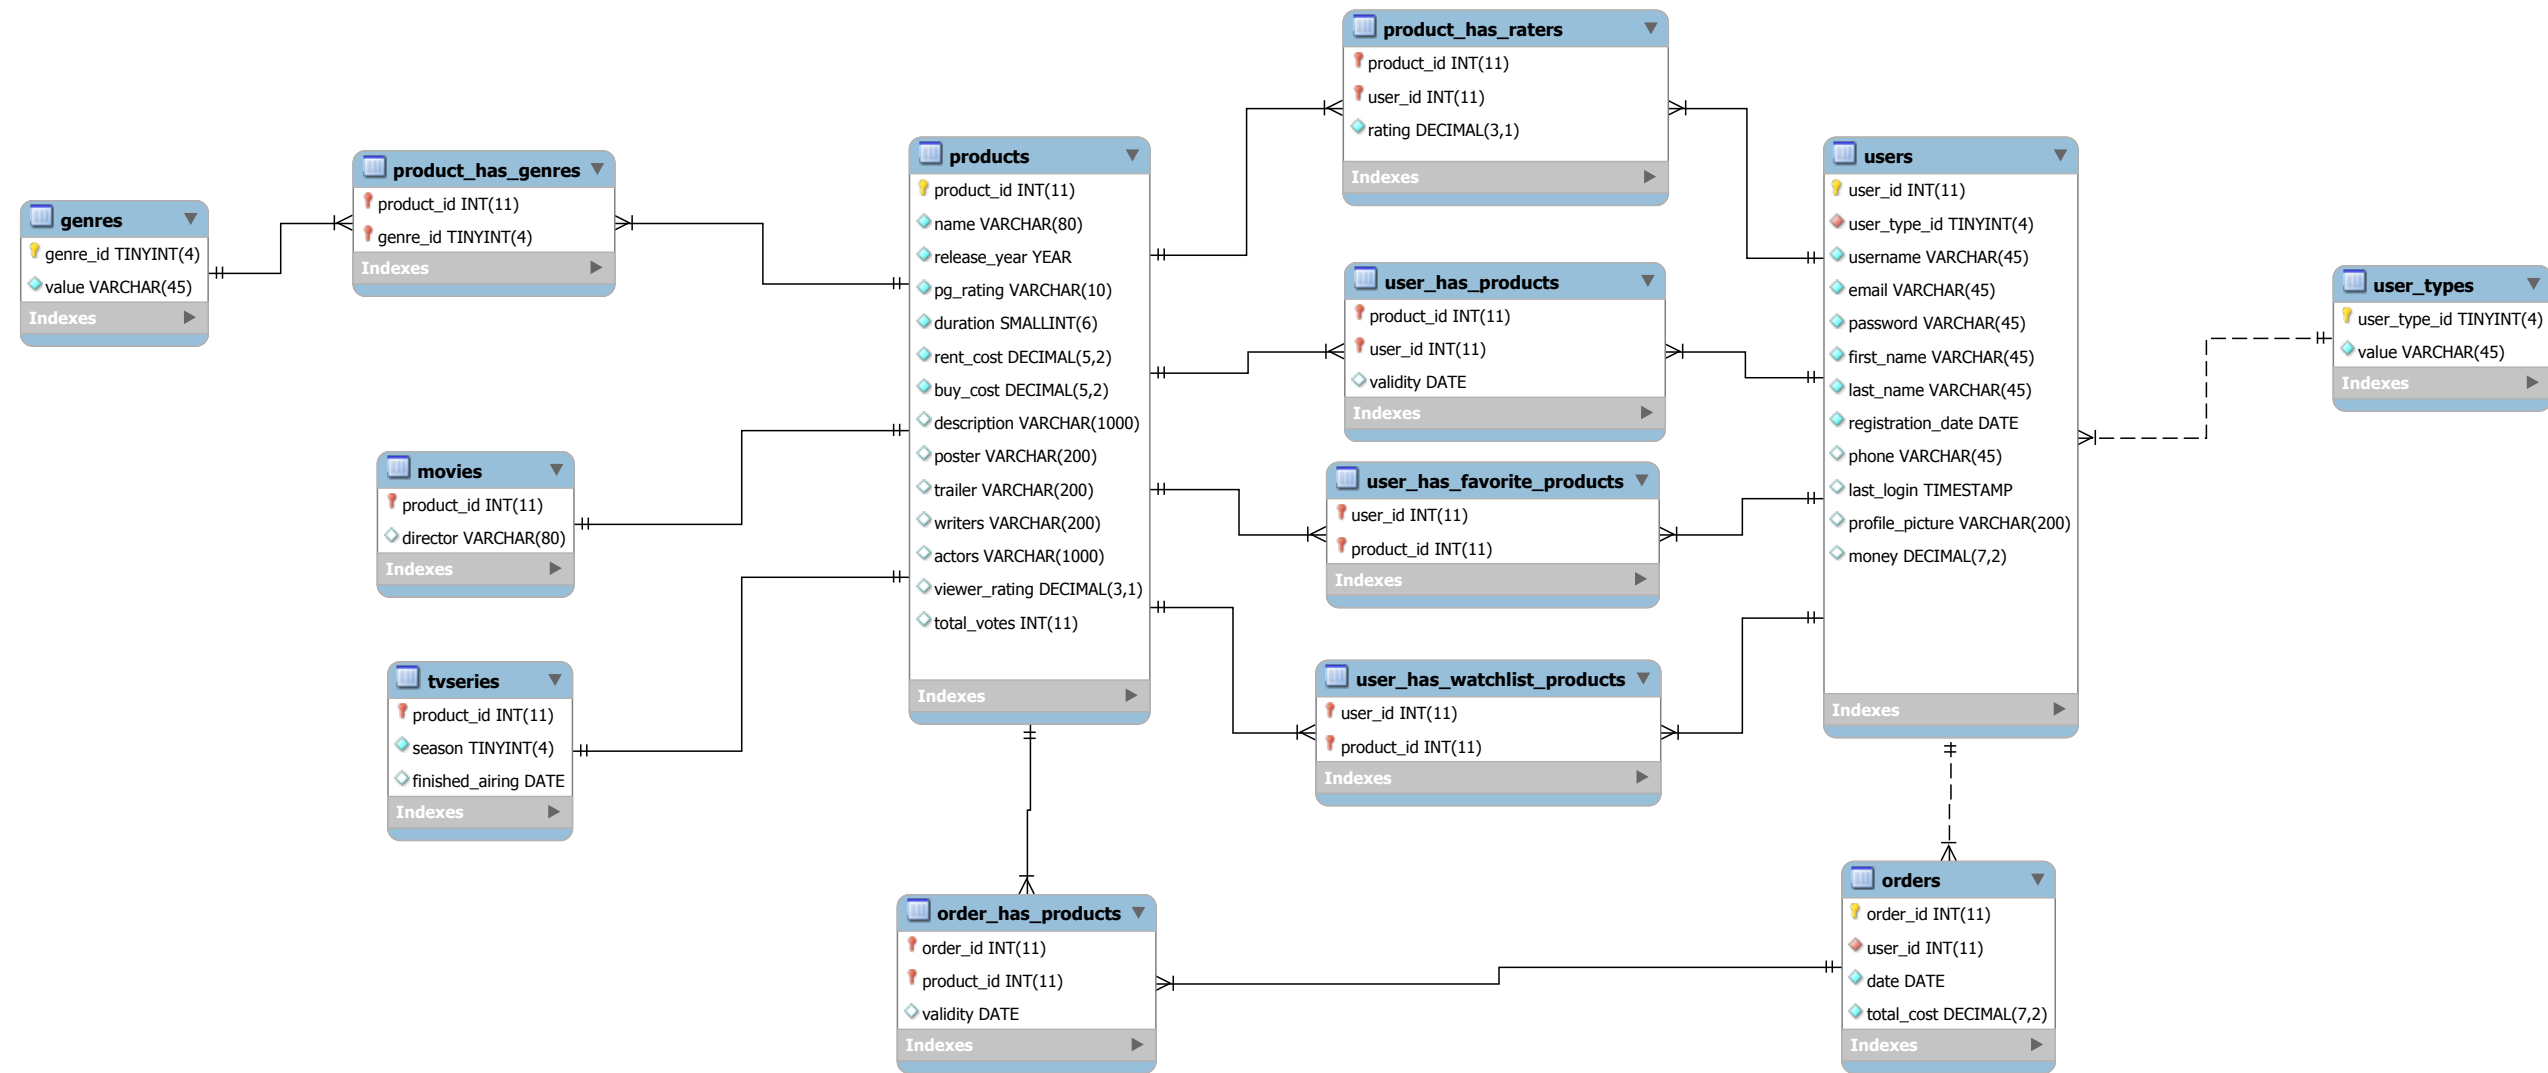 genres
genre_id TINYINT(4)
value VARCHAR(45)
Indexes
product_has_genres
product_id INT(11)
genre_id TINYINT(4)
Indexes
movies
product_id INT(11)
director VARCHAR(80)
Indexes
tvseries
product_id INT(11)
season TINYINT(4)
finished_airing DATE
Indexes
products
product_id INT(11)
name VARCHAR(80)
release_year YEAR
pg_rating VARCHAR(10)
duration SMALLINT(6)
rent_cost DECIMAL(5,2)
buy_cost DECIMAL(5,2)
description VARCHAR(1000)
poster VARCHAR(200)
trailer VARCHAR(200)
writers VARCHAR(200)
actors VARCHAR(1000)
viewer_rating DECIMAL(3,1)
total_votes INT(11)
Indexes
order_has_products
order_id INT(11)
product_id INT(11)
validity DATE
Indexes
product_has_raters
product_id INT(11)
user_id INT(11)
rating DECIMAL(3,1)
Indexes
user_has_products
product_id INT(11)
user_id INT(11)
validity DATE
Indexes
user_has_favorite_products
user_id INT(11)
product_id INT(11)
Indexes
user_has_watchlist_products
user_id INT(11)
product_id INT(11)
Indexes
users
user_id INT(11)
user_type_id TINYINT(4)
username VARCHAR(45)
email VARCHAR(45)
password VARCHAR(45)
first_name VARCHAR(45)
last_name VARCHAR(45)
registration_date DATE
phone VARCHAR(45)
last_login TIMESTAMP
profile_picture VARCHAR(200)
money DECIMAL(7,2)
Indexes
orders
order_id INT(11)
user_id INT(11)
date DATE
total_cost DECIMAL(7,2)
Indexes
user_types
user_type_id TINYINT(4)
value VARCHAR(45)
Indexes